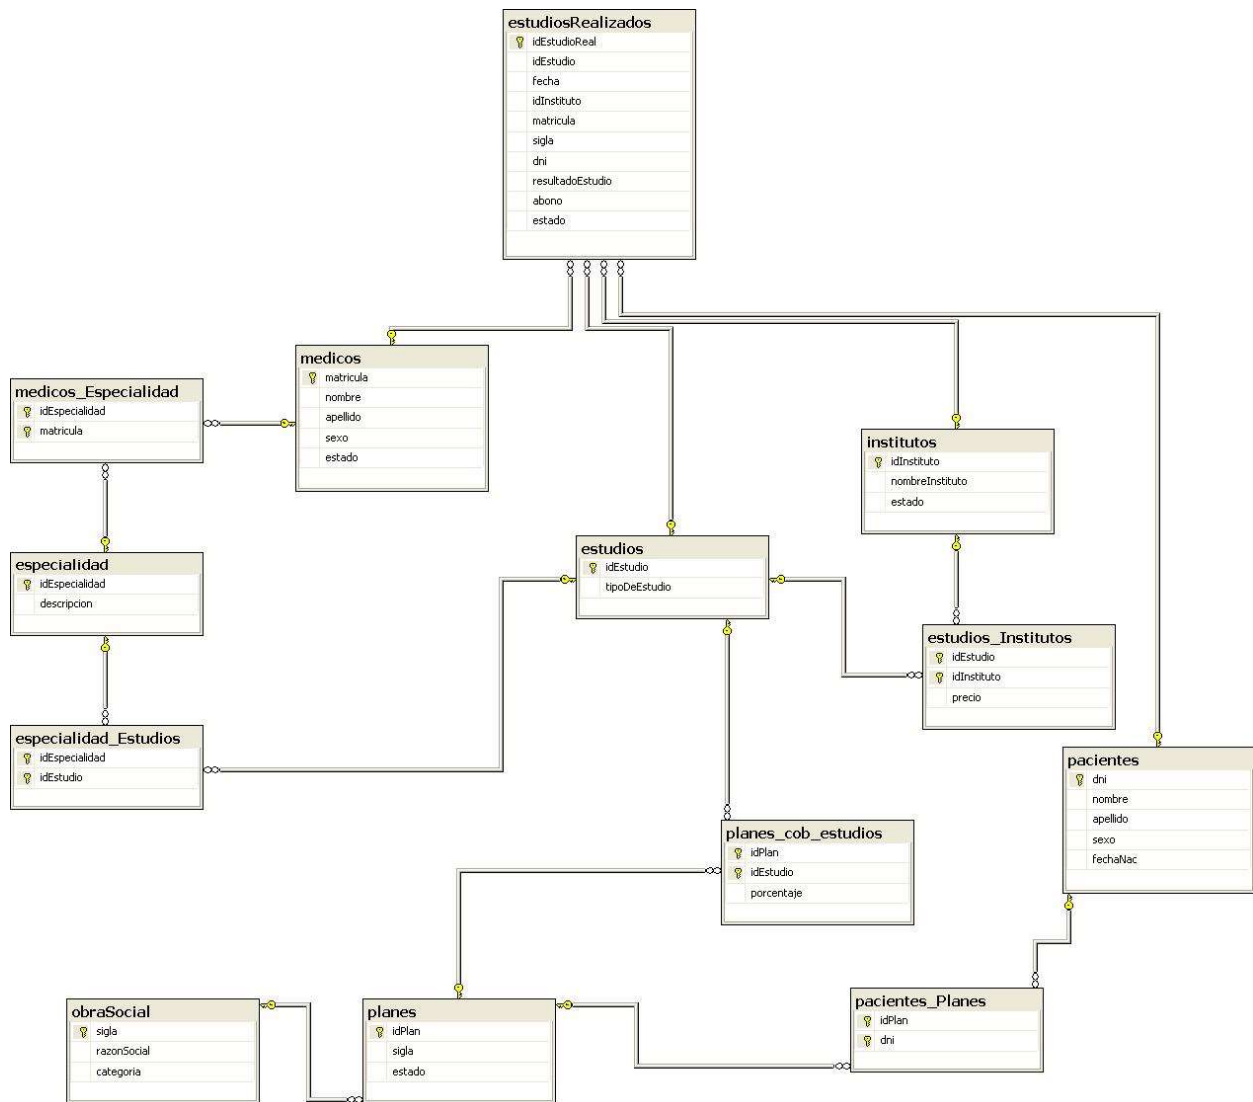 estudiosRealizados
idEstudioReal
idEstudio
fecha
idInstituto
matricula
sigla
dni
resultadoEstudio
abono
estado
medicos
matricula
nombre
apellido
sexo
estado
medicos_Especialidad
idEspecialidad
matricula
institutos
idInstituto
nombreInstituto
estado
especialidad
idEspecialidad
descripcion
estudios
idEstudio
tipoDeEstudio
estudios_Institutos
idEstudio
idInstituto
precio
especialidad_Estudios
idEspecialidad
idEstudio
pacientes
dni
nombre
apellido
sexo
fechaNac
planes_cob_estudios
idPlan
idEstudio
porcentaje
obraSocial
sigla
razonSocial
categoria
planes
idPlan
sigla
estado
pacientes_Planes
idPlan
dni